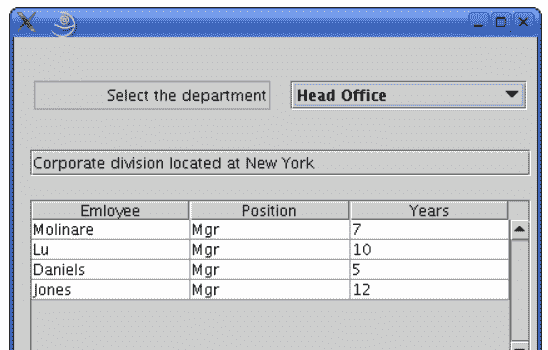 Select the department Head Office
Corporate division located at New York
Emloyee Position Years
Molinare Mgr 7
Lu Mgr 10
Daniels Mgr 5
Jones Mgr 12